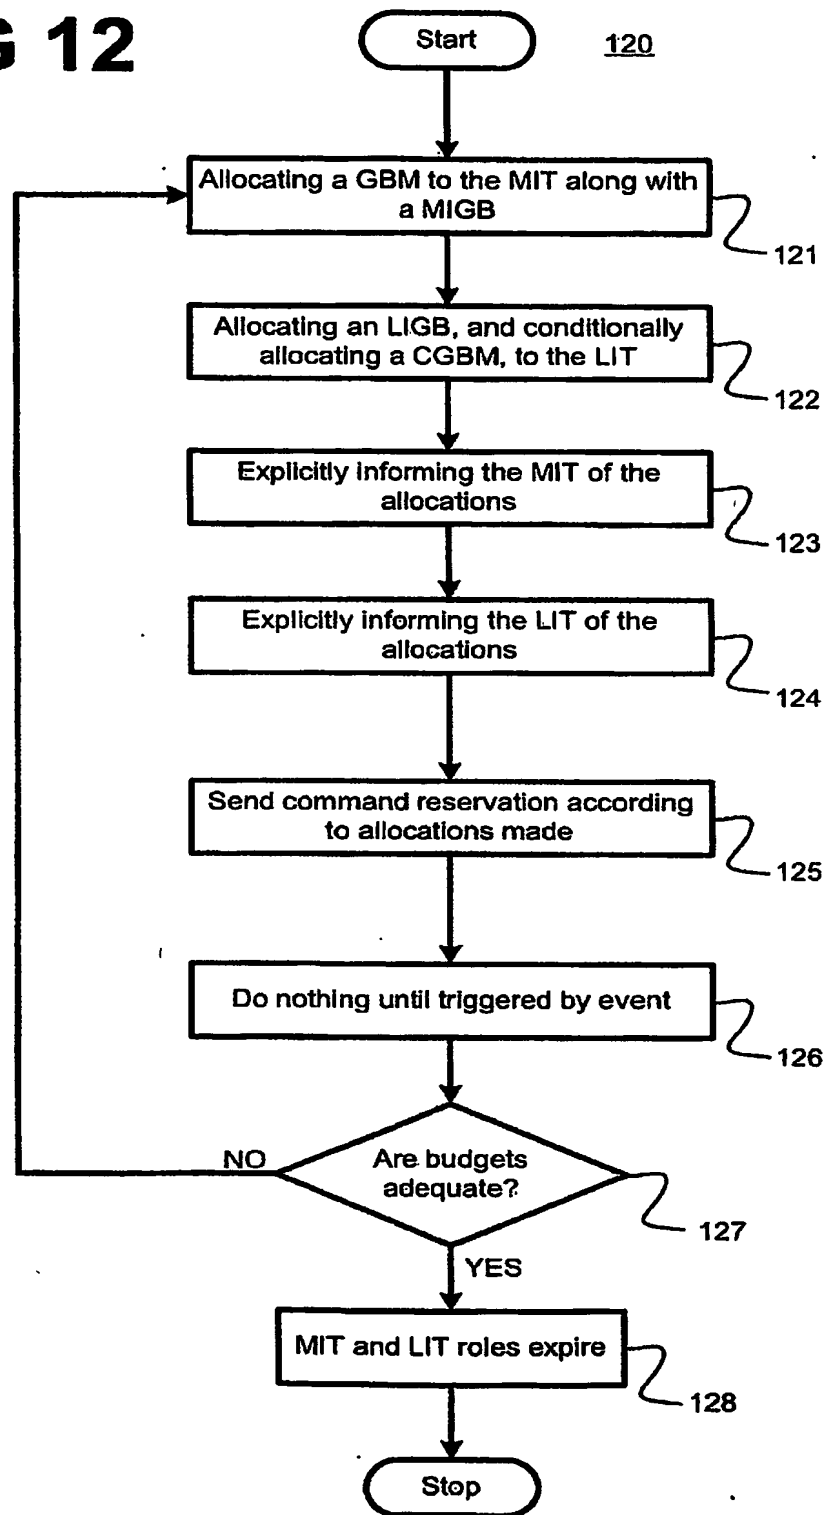 G 12
Start
120
Allocating a GBM to the MIT along with
a MIGB
121
Allocating an LIGB, and conditionally
allocating a CGBM, to the LIT
122
Explicitly informing the MIT of the
allocations
123
Explicitly informing the LIT of the
allocations
124
Send command reservation according
to allocations made
125
Do nothing until triggered by event
126
NO
Are budgets
adequate?
127
YES
MIT and LIT roles expire
128
Stop